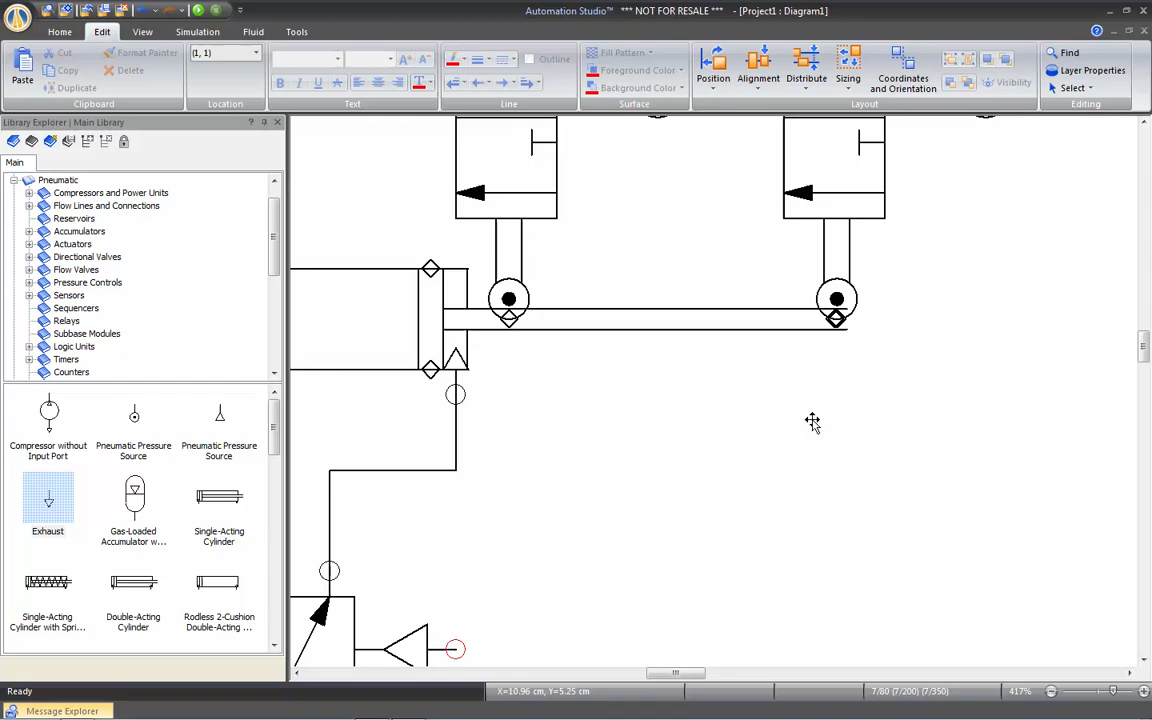 Automation Studio™ *** NOT FOR RESALE *** - [Project1 : Diagram1]
Home Edit View Simulation Fluid Tools
Paste
Cut
Copy
Duplicate
Format Painter
Delete
Clipboard
(1, 1)
Location
Text
Outline
Line
Fill Pattern
Foreground Color
Background Color
Surface
Position
Alignment
Distribute
Sizing
Coordinates
and Orientation
Visibility
Layout
Find
Layer Properties
Select
Editing
Library Explorer | Main Library
Main
Pneumatic
Compressors and Power Units
Flow Lines and Connections
Reservoirs
Accumulators
Actuators
Directional Valves
Flow Valves
Pressure Controls
Sensors
Sequencers
Relays
Subbase Modules
Logic Units
Timers
Counters
Compressor without
Input Port
Pneumatic Pressure
Source
Pneumatic Pressure
Source
Exhaust
Gas-Loaded
Accumulator w...
Single-Acting
Cylinder
Single-Acting
Cylinder with Spri...
Double-Acting
Cylinder
Rodless 2-Cushion
Double-Acting ...
Ready
X=10.96 cm, Y=5.25 cm
7/80 (7/200) (7/350)
417%
Message Explorer